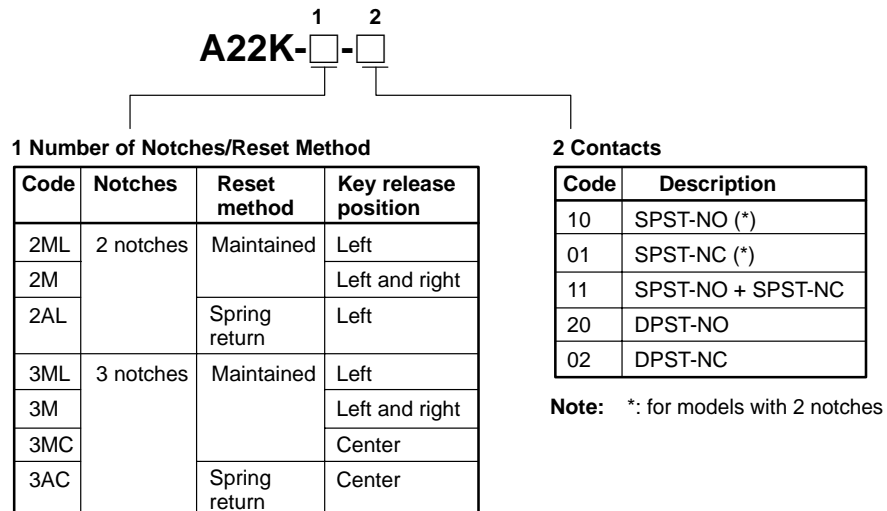 1 2
A22K-□-□
1 Number of Notches/Reset Method
Code Notches Reset method Key release position
2ML 2 notches Maintained Left
2M Left and right
2AL Spring return Left
3ML 3 notches Maintained Left
3M Left and right
3MC Center
3AC Spring return Center
2 Contacts
Code Description
10 SPST-NO (*)
01 SPST-NC (*)
11 SPST-NO + SPST-NC
20 DPST-NO
02 DPST-NC
Note: *: for models with 2 notches